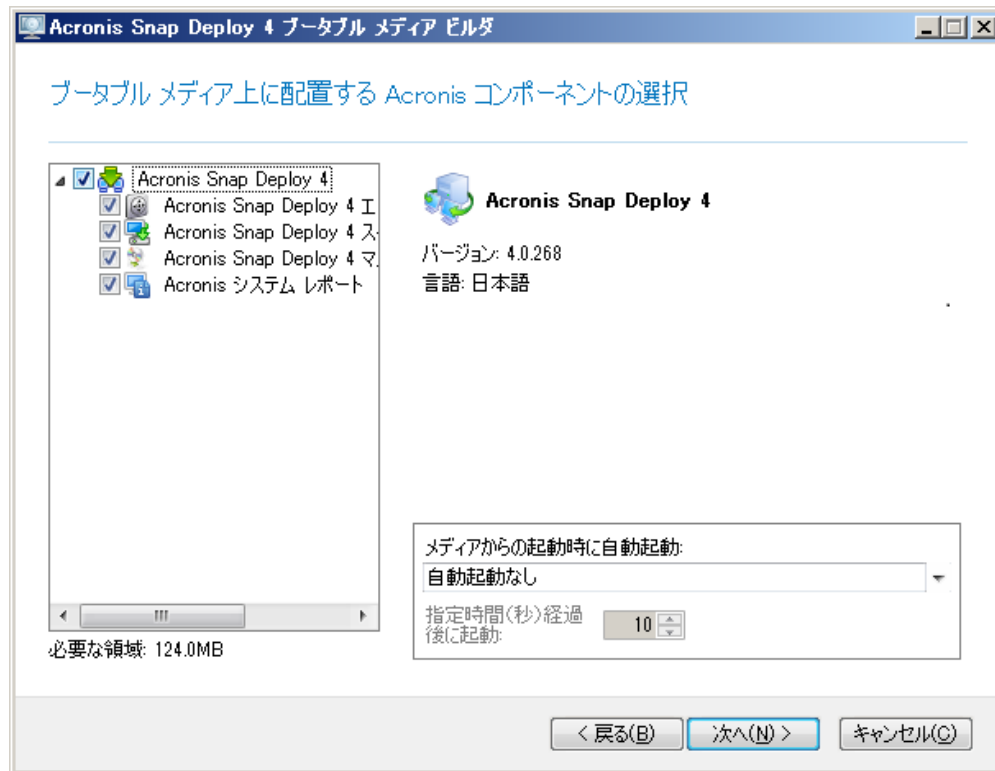 Acronis Snap Deploy 4 ブータブル メディア ビルダ
ブータブル メディア上に配置する Acronis コンポーネントの選択
Acronis Snap Deploy 4
Acronis Snap Deploy 4 エ
Acronis Snap Deploy 4 ス
Acronis Snap Deploy 4 マ
Acronis システム レポート
必要な領域: 124.0MB
Acronis Snap Deploy 4
バージョン: 4.0.268
言語: 日本語
メディアからの起動時に自動起動:
自動起動なし
指定時間(秒)経過
後に起動:
10
< 戻る(B)
次へ(N) >
キャンセル(C)